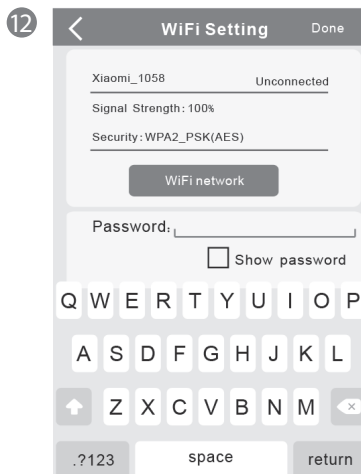 12
WiFi Setting Done
Xiaomi_1058 Unconnected
Signal Strength: 100%
Security: WPA2_PSK(AES)
WiFi network
Password:
Show password
Q W E R T Y U I O P
A S D F G H J K L
Z X C V B N M
.?123 space return